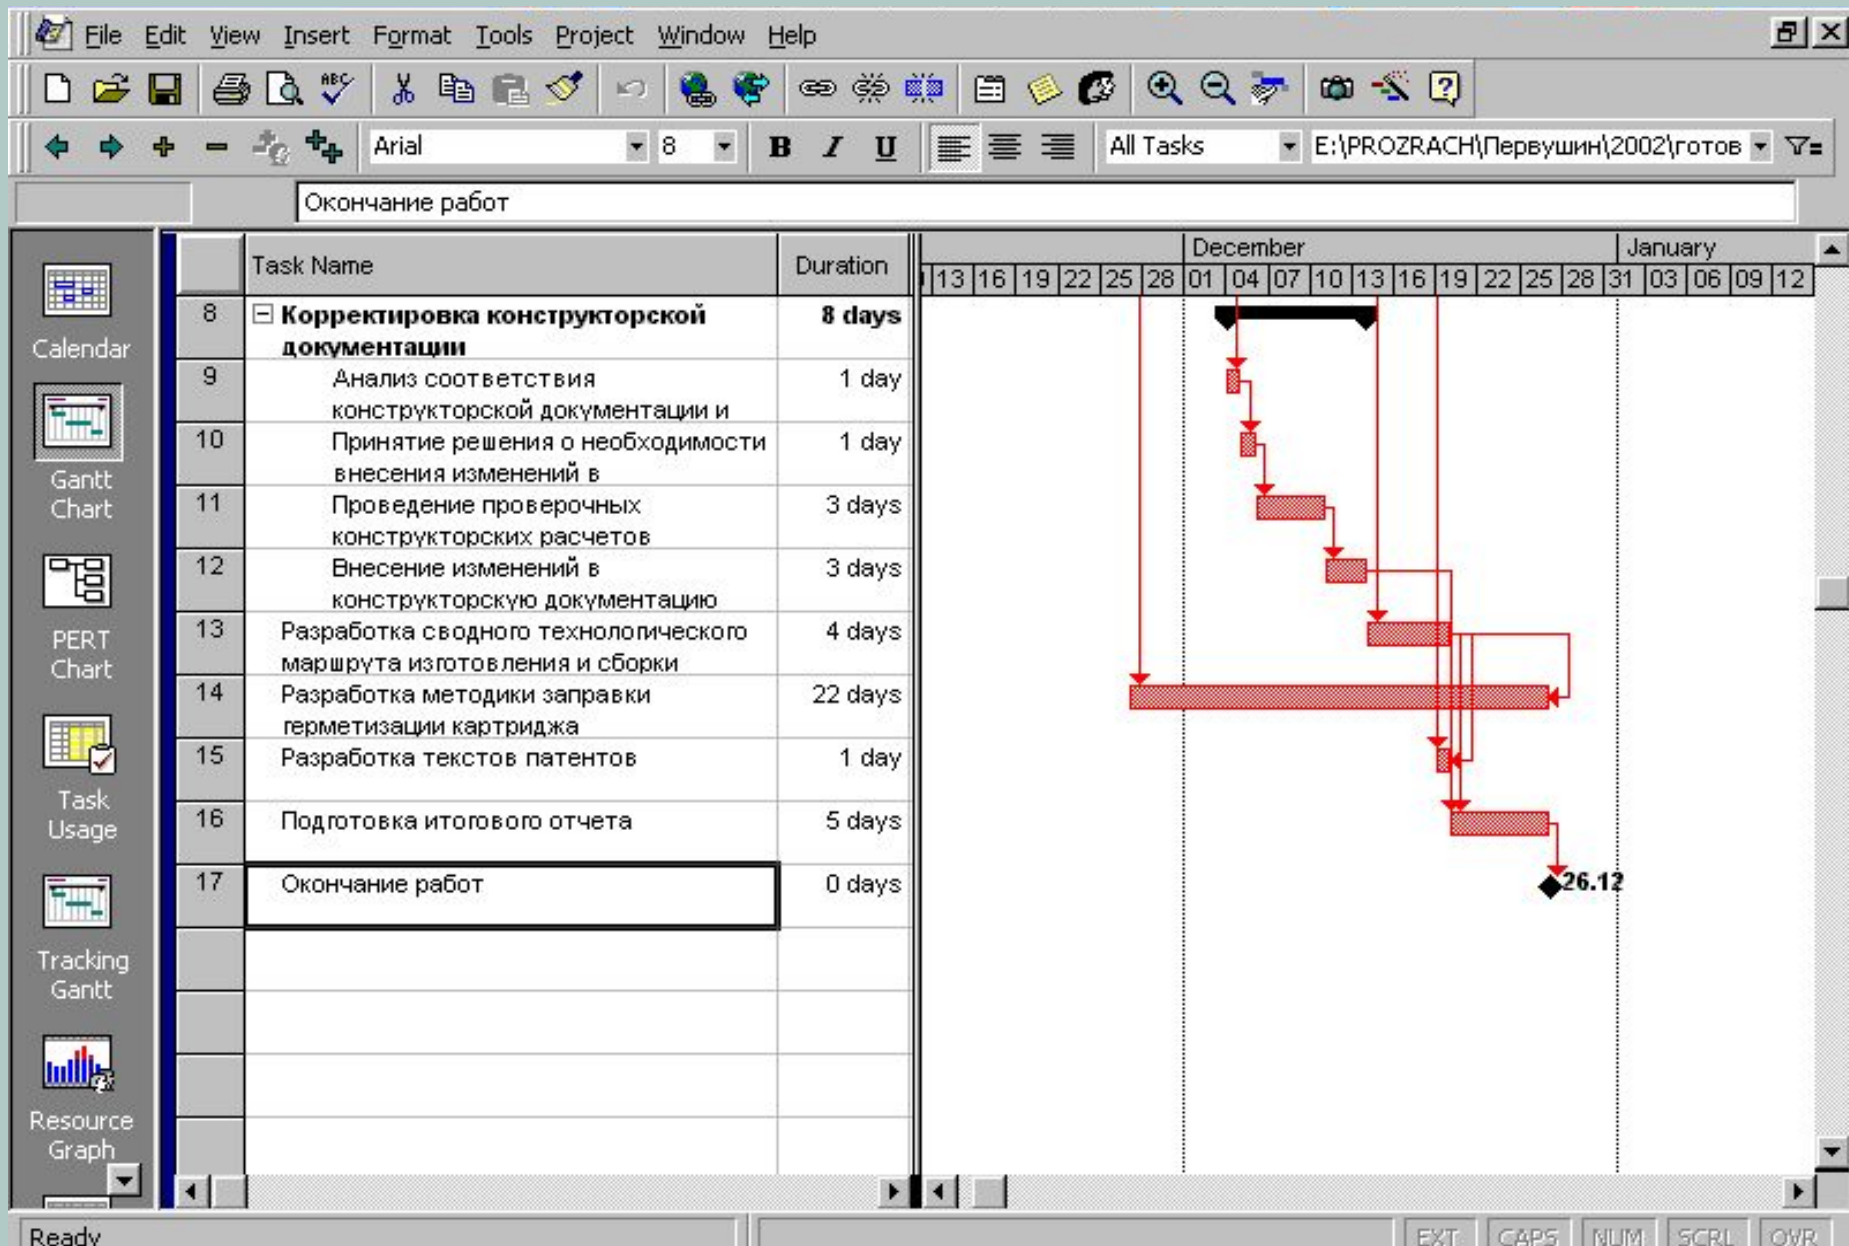 File Edit View Insert Format Tools Project Window Help
ABC
Arial 8 B I U All Tasks E:\PROZRACH\Первушин\2002\готов
Окончание работ
Calendar
Gantt
Chart
PERT
Chart
Task
Usage
Tracking
Gantt
Resource
Graph
Task Name Duration
8 Корректировка конструкторской 8 days
документации
9 Анализ соответствия 1 day
конструкторской документации и
10 Принятие решения о необходимости 1 day
внесения изменений в
11 Проведение проверочных 3 days
конструкторских расчетов
12 Внесение изменений в 3 days
конструкторскую документацию
13 Разработка сводного технологического 4 days
маршрута изготовления и сборки
14 Разработка методики заправки 22 days
герметизации картриджа
15 Разработка текстов патентов 1 day
16 Подготовка итогового отчета 5 days
17 Окончание работ 0 days
December January
13 16 19 22 25 28 01 04 07 10 13 16 19 22 25 28 31 03 06 09 12
26.12
Ready EXT CAPS NUM SCRL OVR